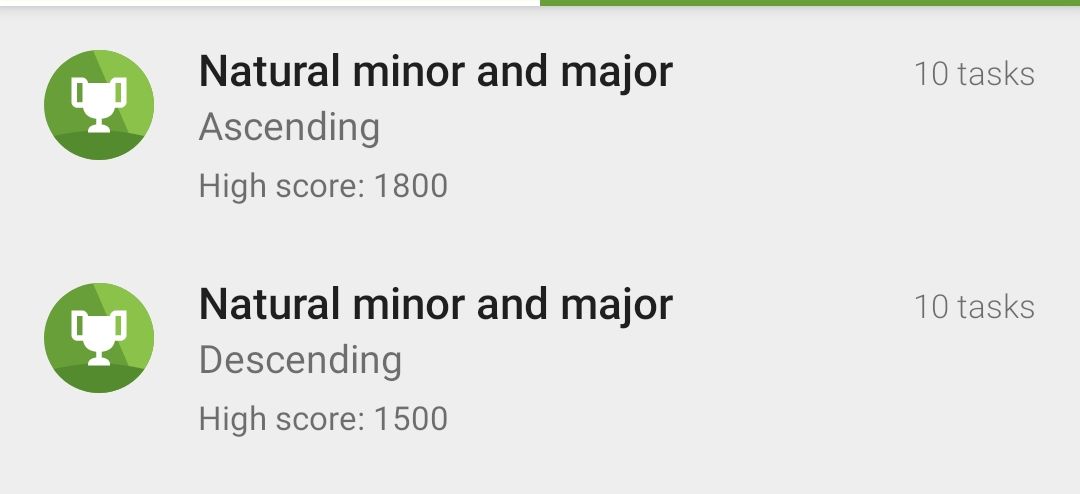 Natural minor and major
10 tasks
Ascending
High score: 1800
Natural minor and major
10 tasks
Descending
High score: 1500